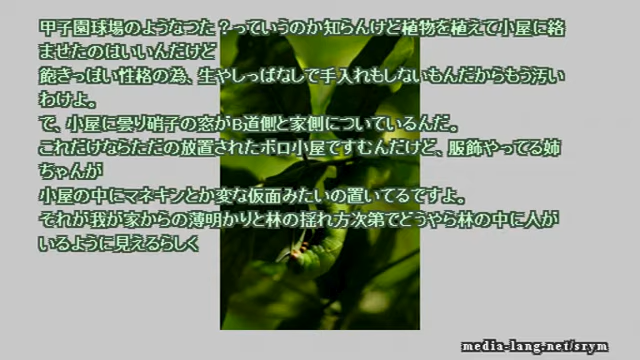 甲子園球場のようなつた？っていうのか知らんけど植物を植えて小屋に絡
ませたのはいいんだけど
飽きっぽい性格の為、生やしっぱなしで手入れもしないもんだからもう汚い
わけよ。
で、小屋に曇り硝子の窓がB道側と家側についているんだ。
これだけならただの放置されたボロ小屋ですむんだけど、服飾やってる姉
ちゃんが
小屋の中にマネキンとか変な仮面みたいの置いてるですよ。
それが我が家からの薄明かりと林の揺れ方次第でどうやら林の中に人が
いるように見えるらしく
media-lang.net/srym